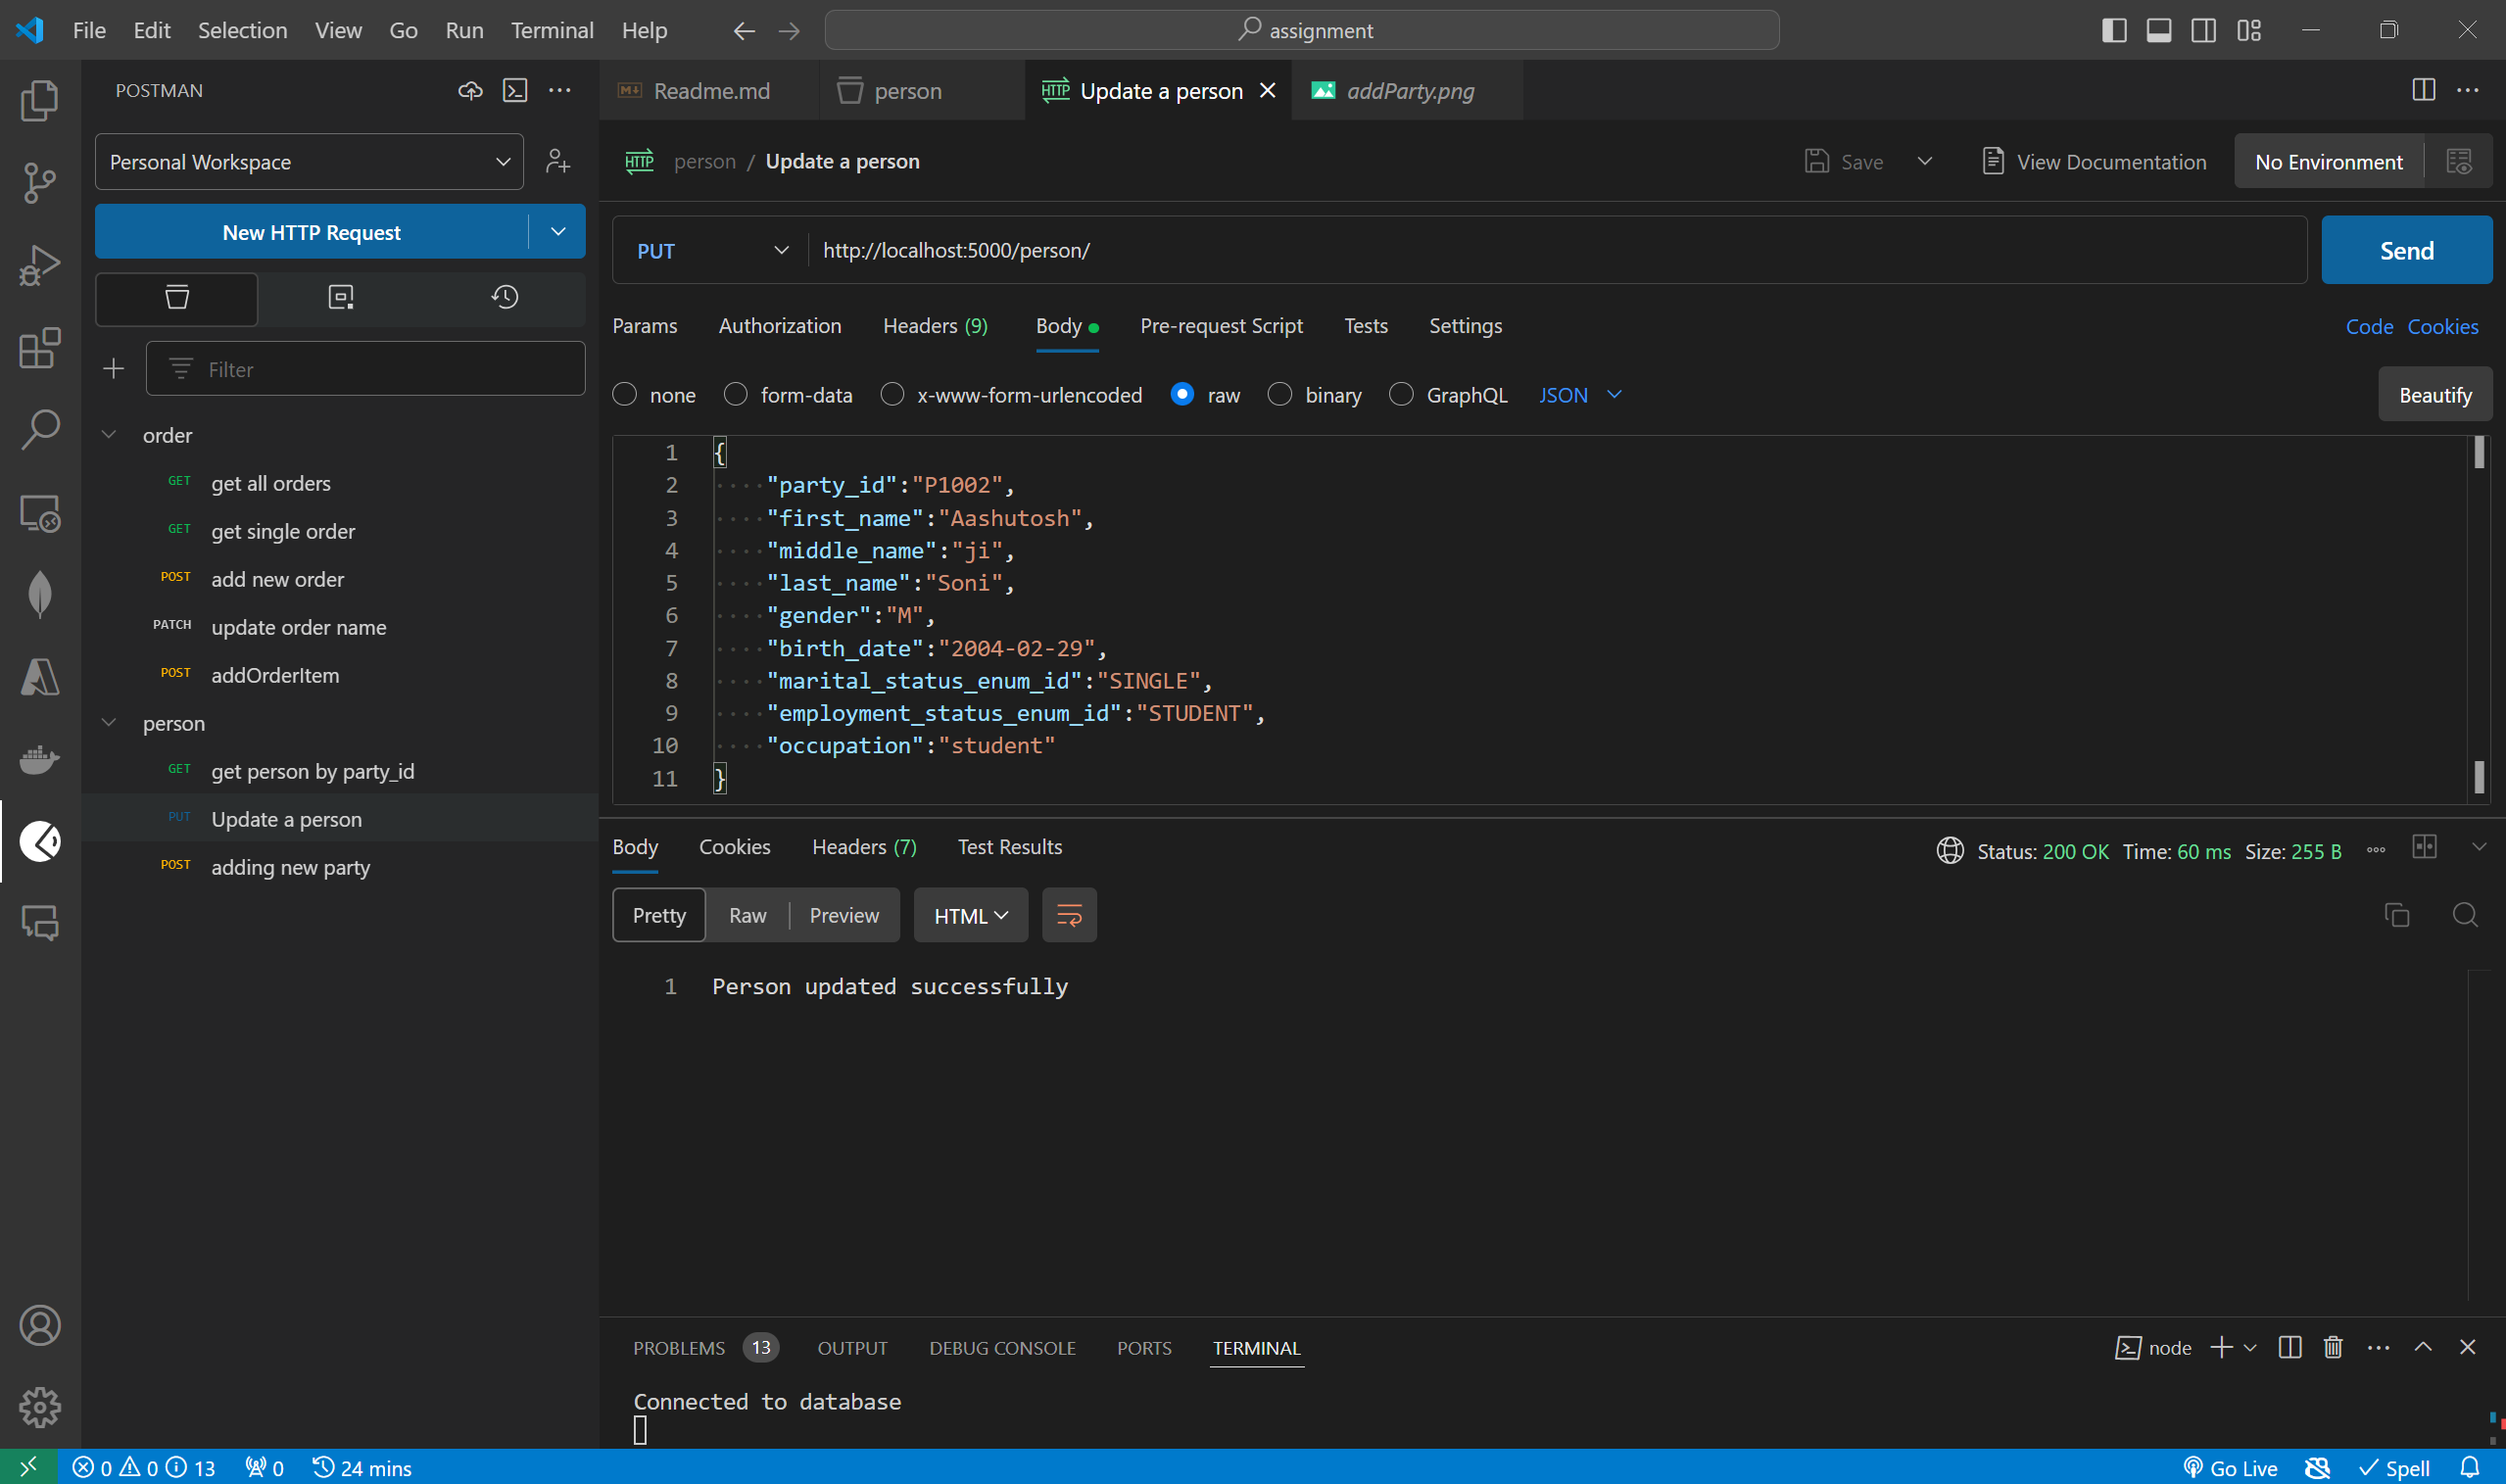 File Edit Selection View Go Run Terminal Help assignment
POSTMAN
Readme.md person HTTP Update a person addParty.png
Personal Workspace
HTTP person / Update a person Save View Documentation No Environment
New HTTP Request
PUT http://localhost:5000/person/ Send
Params Authorization Headers (9) Body Pre-request Script Tests Settings Code Cookies
Filter
none form-data x-www-form-urlencoded raw binary GraphQL JSON Beautify
order
GET get all orders
GET get single order
POST add new order
PATCH update order name
POST addOrderItem
person
GET get person by party_id
PUT Update a person
POST adding new party
1 {
2 "party_id":"P1002",
3 "first_name":"Aashutosh",
4 "middle_name":"ji",
5 "last_name":"Soni",
6 "gender":"M",
7 "birth_date":"2004-02-29",
8 "marital_status_enum_id":"SINGLE",
9 "employment_status_enum_id":"STUDENT",
10 "occupation":"student"
11 }
Body Cookies Headers (7) Test Results Status: 200 OK Time: 60 ms Size: 255 B
Pretty Raw Preview HTML
1 Person updated successfully
PROBLEMS 13 OUTPUT DEBUG CONSOLE PORTS TERMINAL node
Connected to database
0 0 13 0 24 mins Go Live Spell